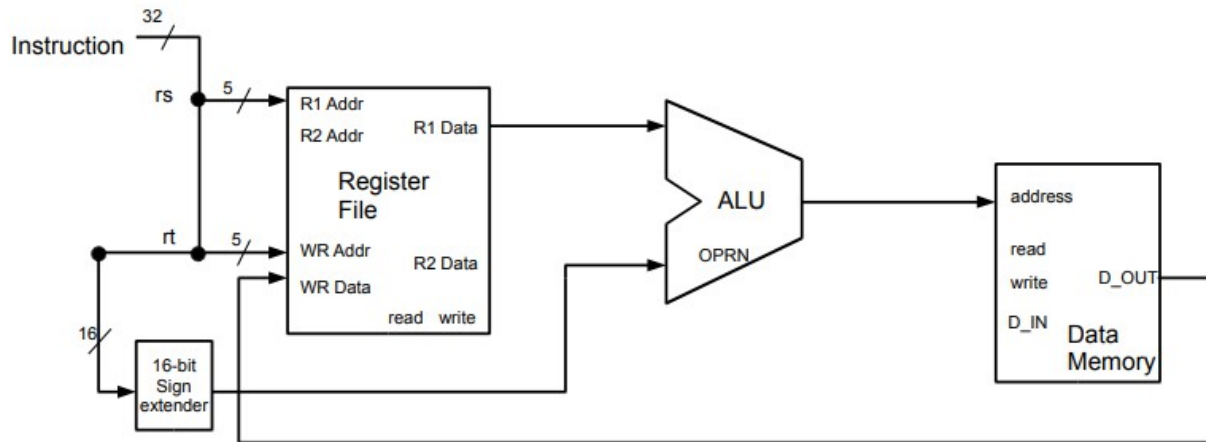 32
Instruction
rs
5
R1 Addr
R2 Addr
R1 Data
Register
File
rt
5
WR Addr
WR Data
R2 Data
read write
16
16-bit
Sign
extender
ALU
OPRN
address
read
write
D_OUT
D_IN
Data
Memory